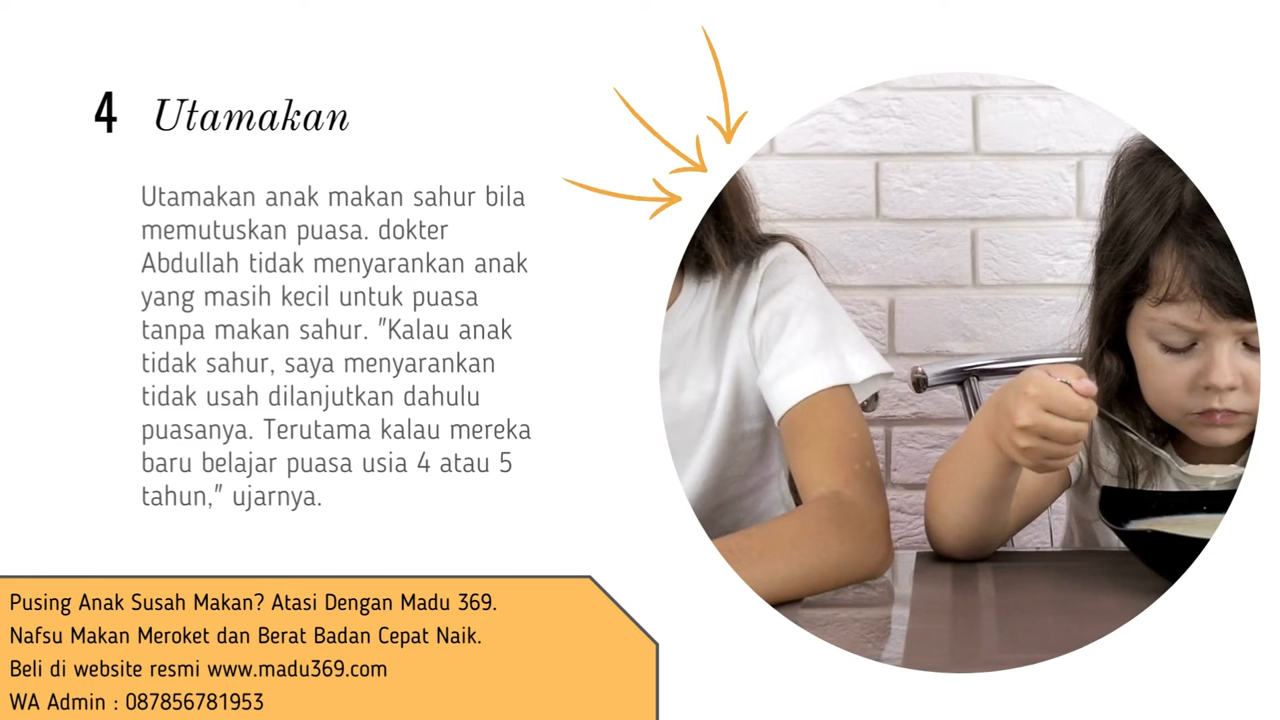 4 Utamakan
Utamakan anak makan sahur bila
memutuskan puasa. dokter
Abdullah tidak menyarankan anak
yang masih kecil untuk puasa
tanpa makan sahur. "Kalau anak
tidak sahur, saya menyarankan
tidak usah dilanjutkan dahulu
puasanya. Terutama kalau mereka
baru belajar puasa usia 4 atau 5
tahun," ujarnya.
Pusing Anak Susah Makan? Atasi Dengan Madu 369.
Nafsu Makan Meroket dan Berat Badan Cepat Naik.
Beli di website resmi www.madu369.com
WA Admin : 087856781953